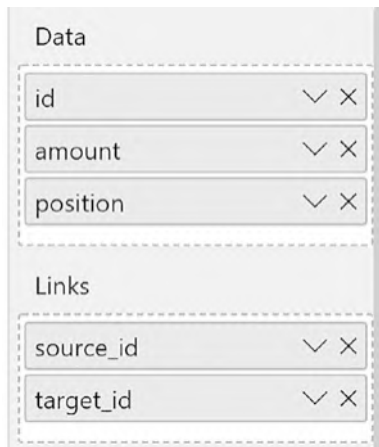 Data
id
amount
position
Links
source_id
target_id